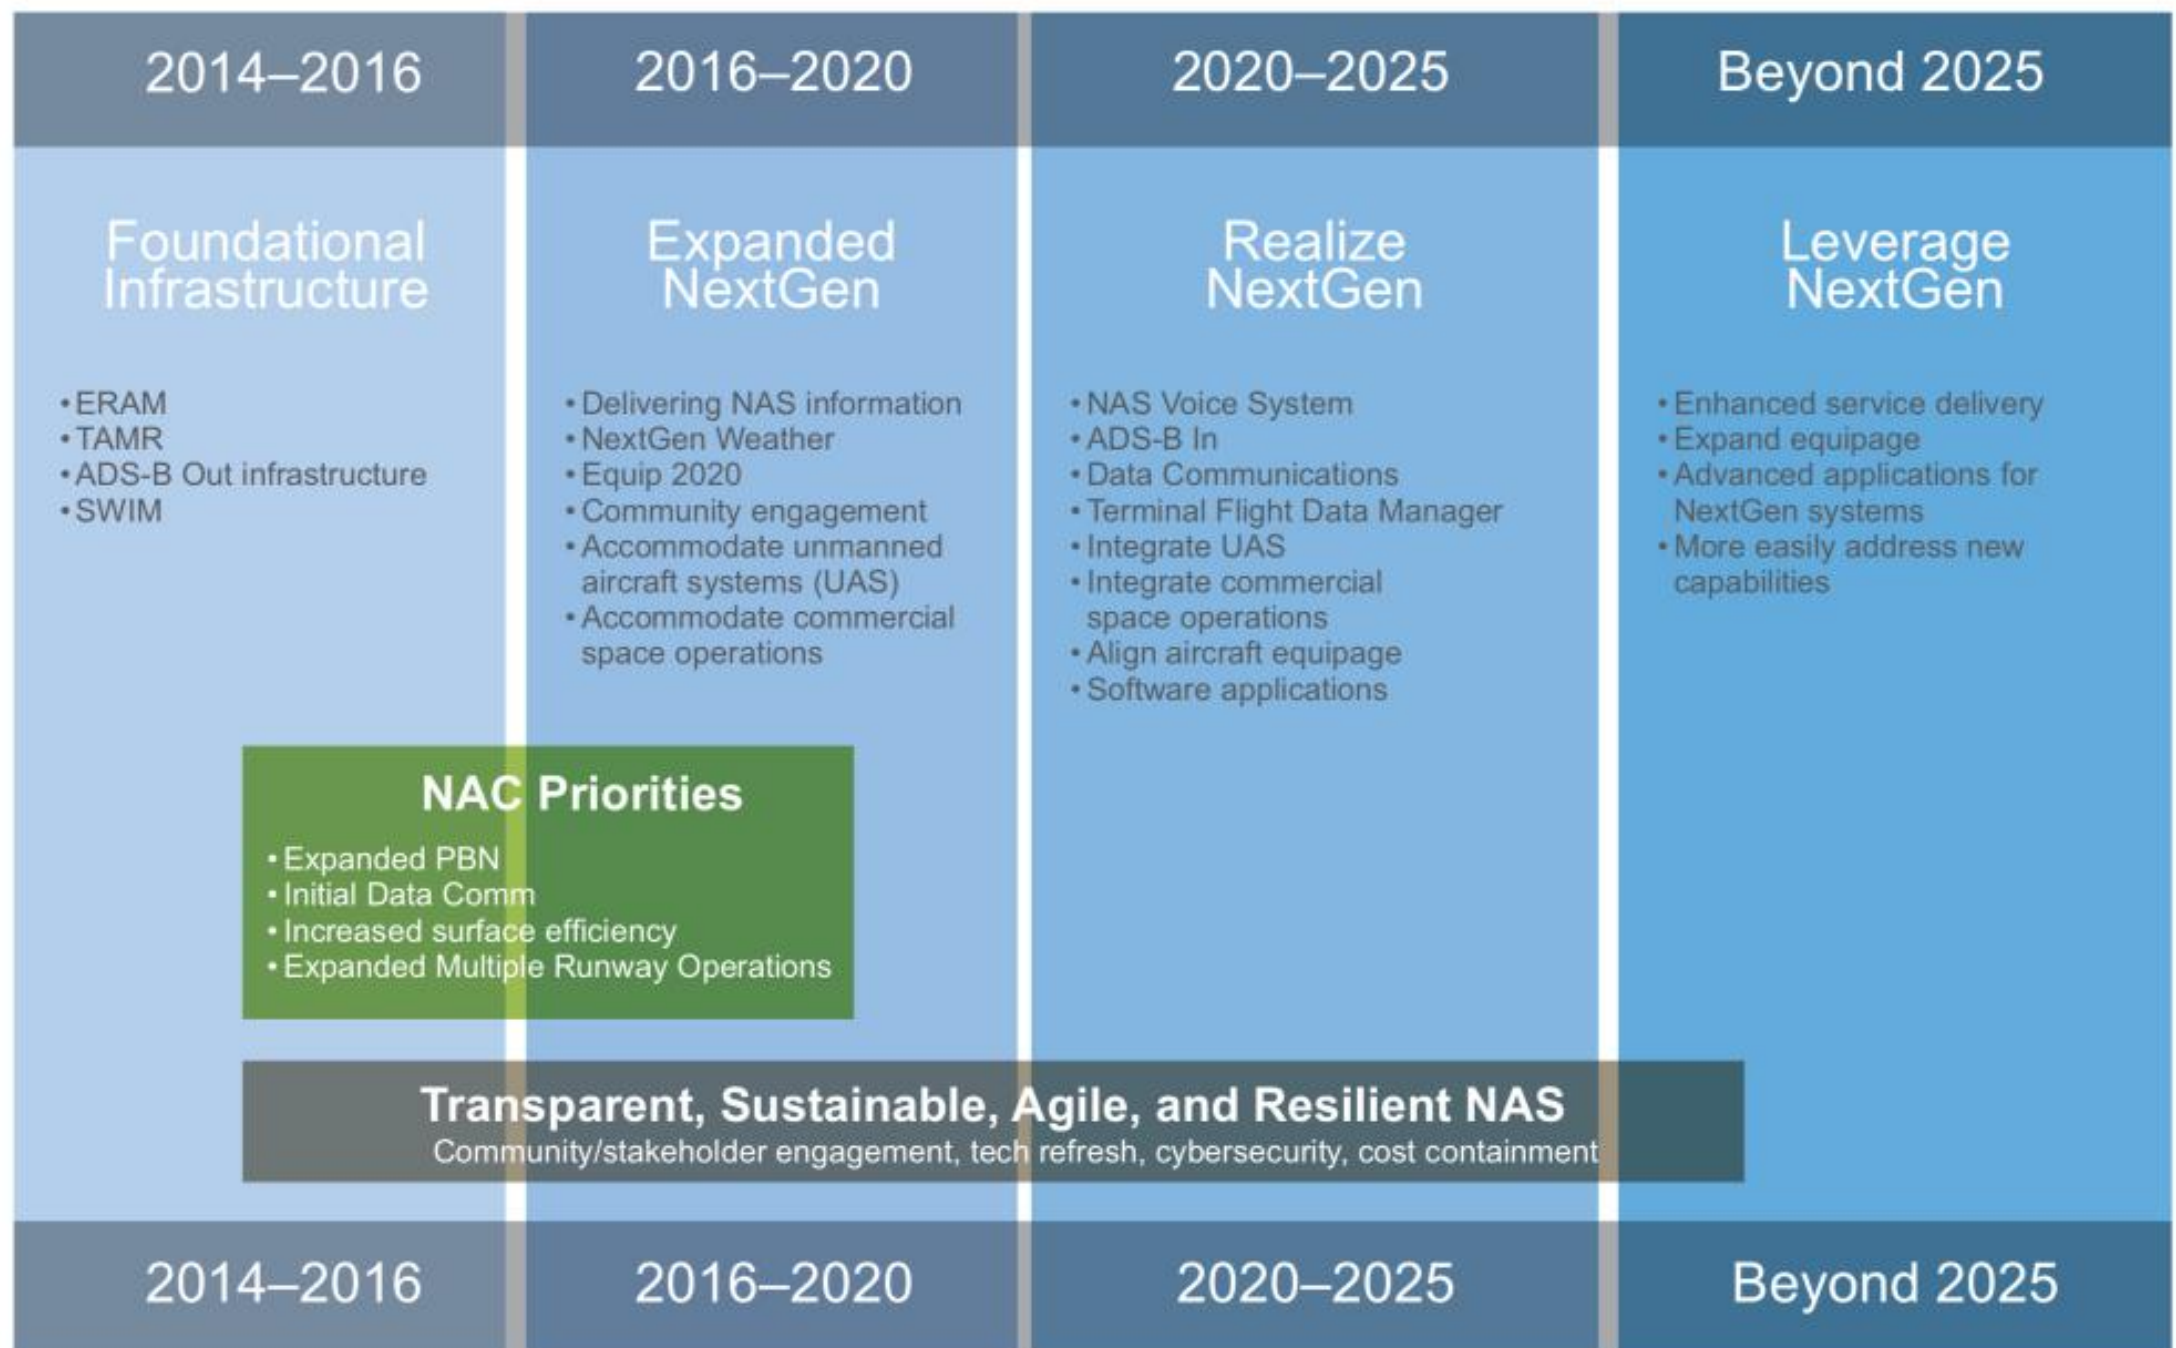 2014–2016
2016–2020
2020–2025
Beyond 2025
Foundational
Infrastructure
• ERAM
• TAMR
• ADS-B Out infrastructure
• SWIM
Expanded
NextGen
• Delivering NAS information
• NextGen Weather
• Equip 2020
• Community engagement
• Accommodate unmanned
aircraft systems (UAS)
• Accommodate commercial
space operations
Realize
NextGen
• NAS Voice System
• ADS-B In
• Data Communications
• Terminal Flight Data Manager
• Integrate UAS
• Integrate commercial
space operations
• Align aircraft equipage
• Software applications
Leverage
NextGen
• Enhanced service delivery
• Expand equipage
• Advanced applications for
NextGen systems
• More easily address new
capabilities
NAC Priorities
• Expanded PBN
• Initial Data Comm
• Increased surface efficiency
• Expanded Multiple Runway Operations
Transparent, Sustainable, Agile, and Resilient NAS
Community/stakeholder engagement, tech refresh, cybersecurity, cost containment
2014–2016
2016–2020
2020–2025
Beyond 2025